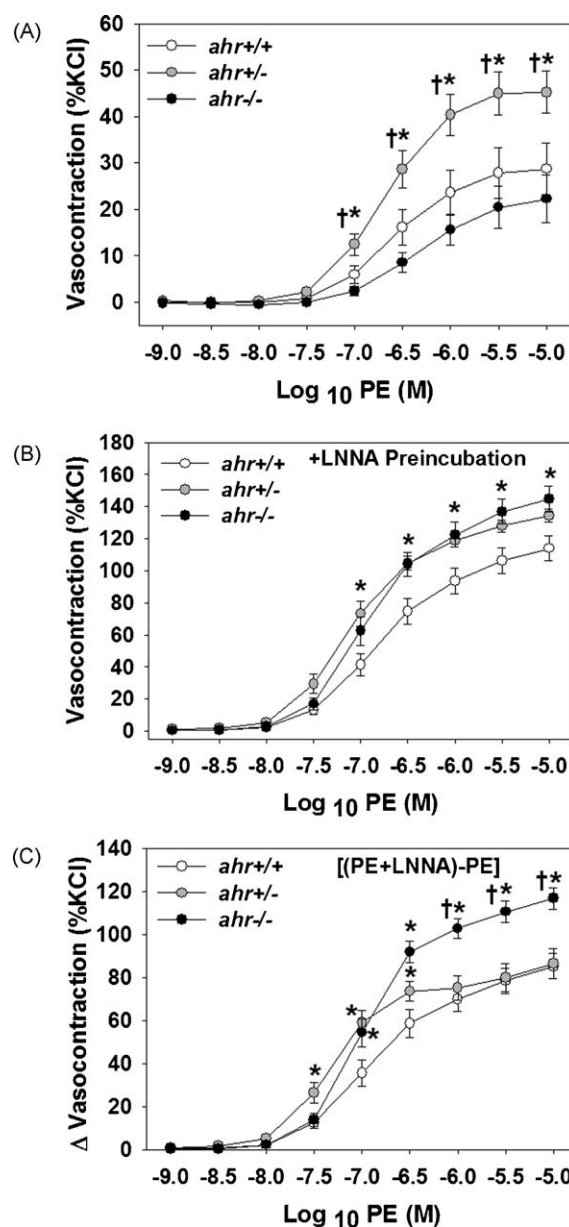 (A)
Vasocontraction (%KCl)
60
50
40
30
20
10
0
ahr+/+
ahr+/-
ahr-/-
†* †* †* †* †*
-9.0 -8.5 -8.0 -7.5 -7.0 -6.5 -6.0 -5.5 -5.0
Log 10 PE (M)
(B)
Vasocontraction (%KCl)
180
160
140
120
100
80
60
40
20
0
ahr+/+
ahr+/-
ahr-/-
+LNNA Preincubation
* * * * *
-9.0 -8.5 -8.0 -7.5 -7.0 -6.5 -6.0 -5.5 -5.0
Log 10 PE (M)
(C)
Δ Vasocontraction (%KCl)
140
120
100
80
60
40
20
0
ahr+/+
ahr+/-
ahr-/-
[(PE+LNNA)-PE]
* * * * * †* †* †*
-9.0 -8.5 -8.0 -7.5 -7.0 -6.5 -6.0 -5.5 -5.0
Log 10 PE (M)